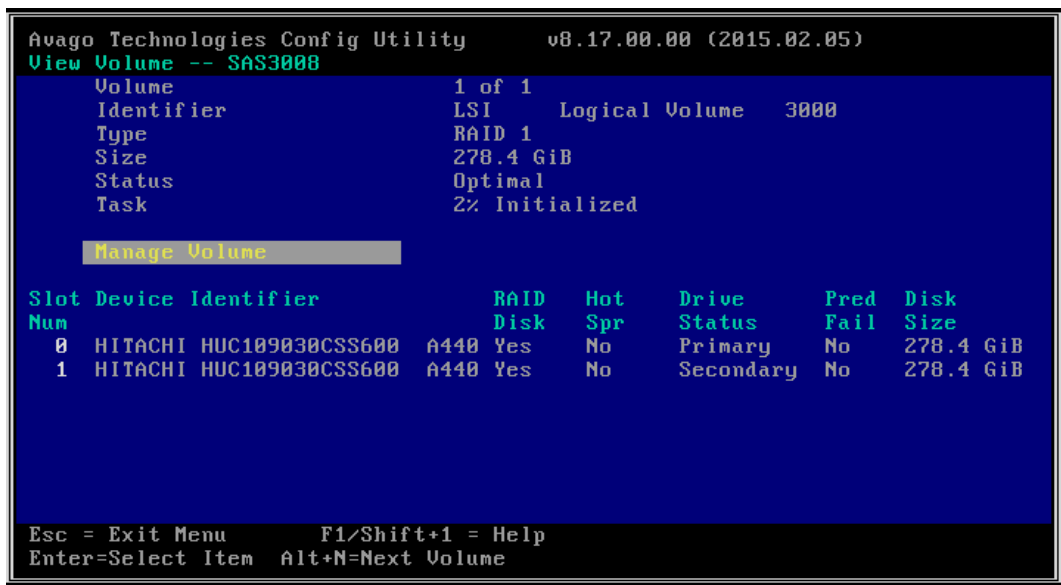 Avago Technologies Config Utility v8.17.00.00 (2015.02.05)
View Volume -- SAS3008
Volume 1 of 1
Identifier LSI Logical Volume 3000
Type RAID 1
Size 278.4 GiB
Status Optimal
Task 2% Initialized
Manage Volume
Slot Device Identifier RAID Hot Drive Pred Disk
Num Disk Spr Status Fail Size
0 HITACHI HUC109030CSS600 A440 Yes No Primary No 278.4 GiB
1 HITACHI HUC109030CSS600 A440 Yes No Secondary No 278.4 GiB
Esc = Exit Menu F1/Shift+1 = Help
Enter=Select Item Alt+N=Next Volume